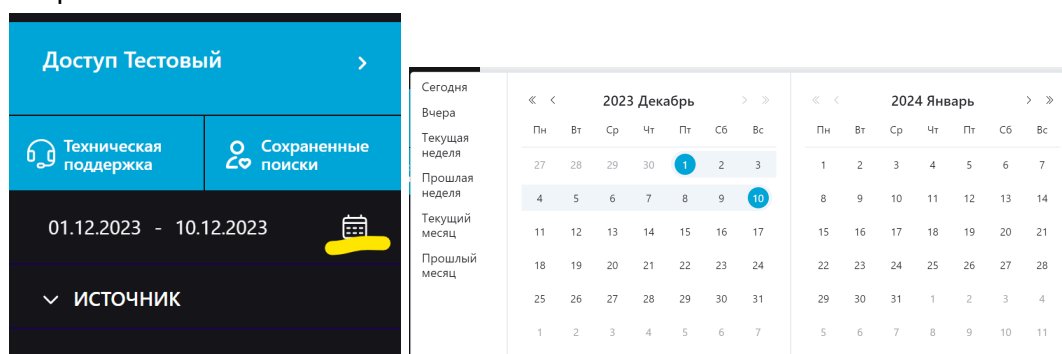 Доступ Тестовый
Техническая
поддержка
Сохраненные
поиски
01.12.2023 - 10.12.2023
ИСТОЧНИК
Сегодня
Вчера
Текущая
неделя
Прошлая
неделя
Текущий
месяц
Прошлый
месяц
2023 Декабрь
Пн Вт Ср Чт Пт Сб Вс
27 28 29 30 1 2 3
4 5 6 7 8 9 10
11 12 13 14 15 16 17
18 19 20 21 22 23 24
25 26 27 28 29 30 31
1 2 3 4 5 6 7
2024 Январь
Пн Вт Ср Чт Пт Сб Вс
1 2 3 4 5 6 7
8 9 10 11 12 13 14
15 16 17 18 19 20 21
22 23 24 25 26 27 28
29 30 31 1 2 3 4
5 6 7 8 9 10 11